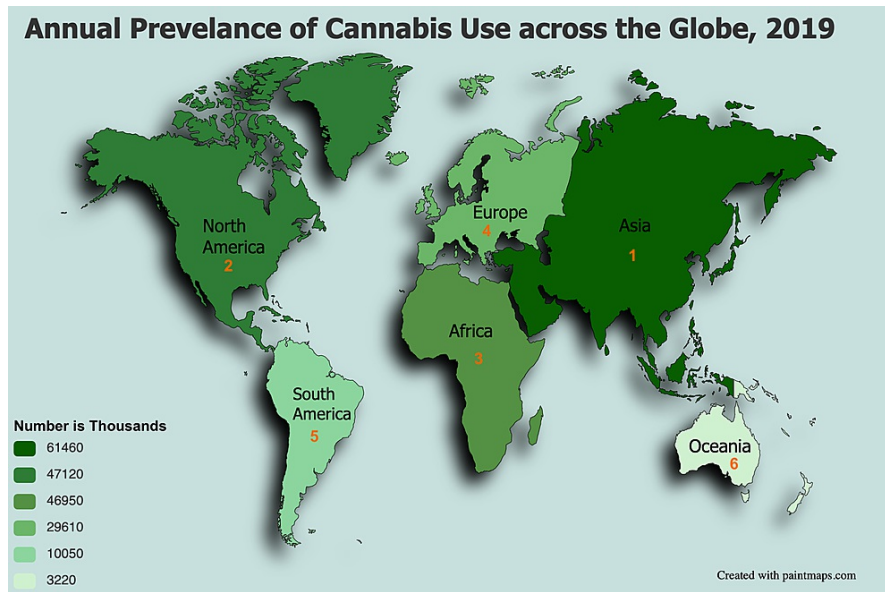 Annual Prevelance of Cannabis Use across the Globe, 2019
North
America
2
Europe
4
Asia
1
Africa
3
South
America
5
Oceania
6
Number is Thousands
61460
47120
46950
29610
10050
3220
Created with paintmaps.com